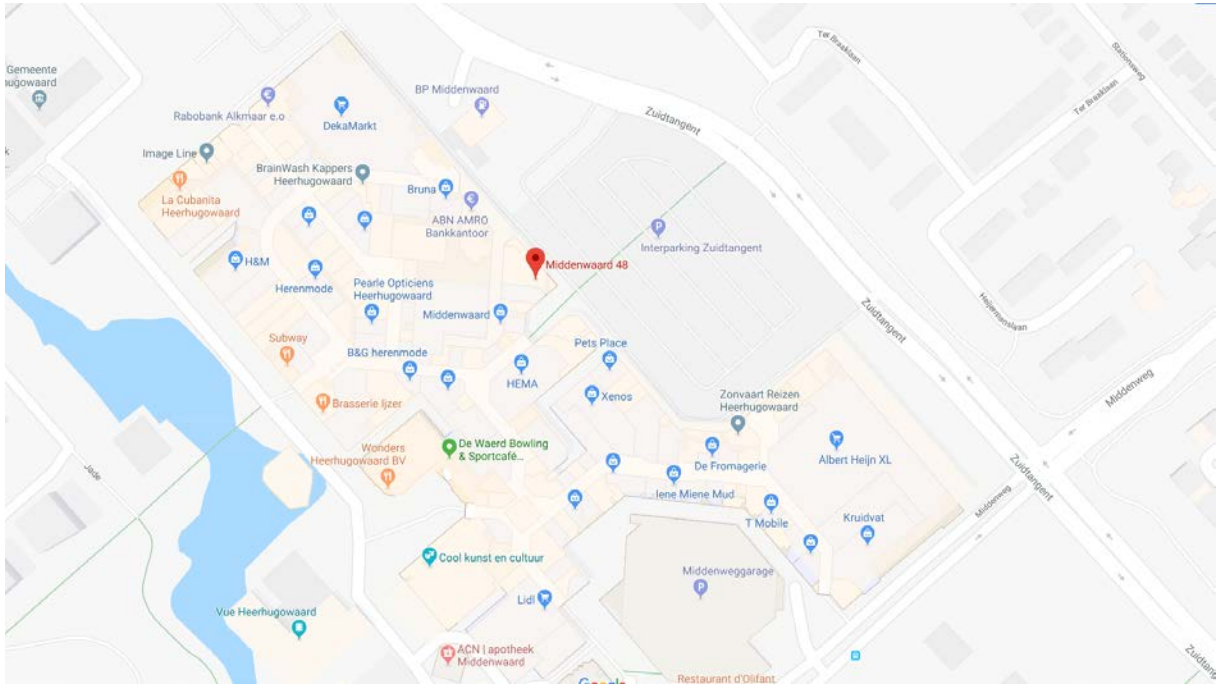 Gemeente
hugowaard
Rabobank Alkmaar e.o
DekaMarkt
BP Middenwaard
Zuidtangent
Ter Braaklaan
Stationsweg
Ter Braaklaan
Image Line
BrainWash Kappers
Heerhugowaard
Bruna
La Cubanita
Heerhugowaard
ABN AMRO
Bankkantoor
Interparking Zuidtangent
H&M
Middenwaard 48
Herenmode
Pearle Opticiens
Heerhugowaard
Middenwaard
Heijermanslaan
Zuidtangent
Subway
B&G herenmode
Pets Place
HEMA
Xenos
Brasserie Ijzer
Zonvaart Reizen
Heerhugowaard
Middenweg
Wonders
Heerhugowaard BV
De Waerd Bowling
& Sportcafé...
De Fromagerie
Albert Heijn XL
Zuidtangent
Jade
Iene Miene Mud
T Mobile
Kruidvat
Middenweg
Cool kunst en cultuur
Middenweggarage
Lidl
Vue Heerhugowaard
ACN | apotheek
Middenwaard
Zuidtangent
Restaurant d'Olifant
Google